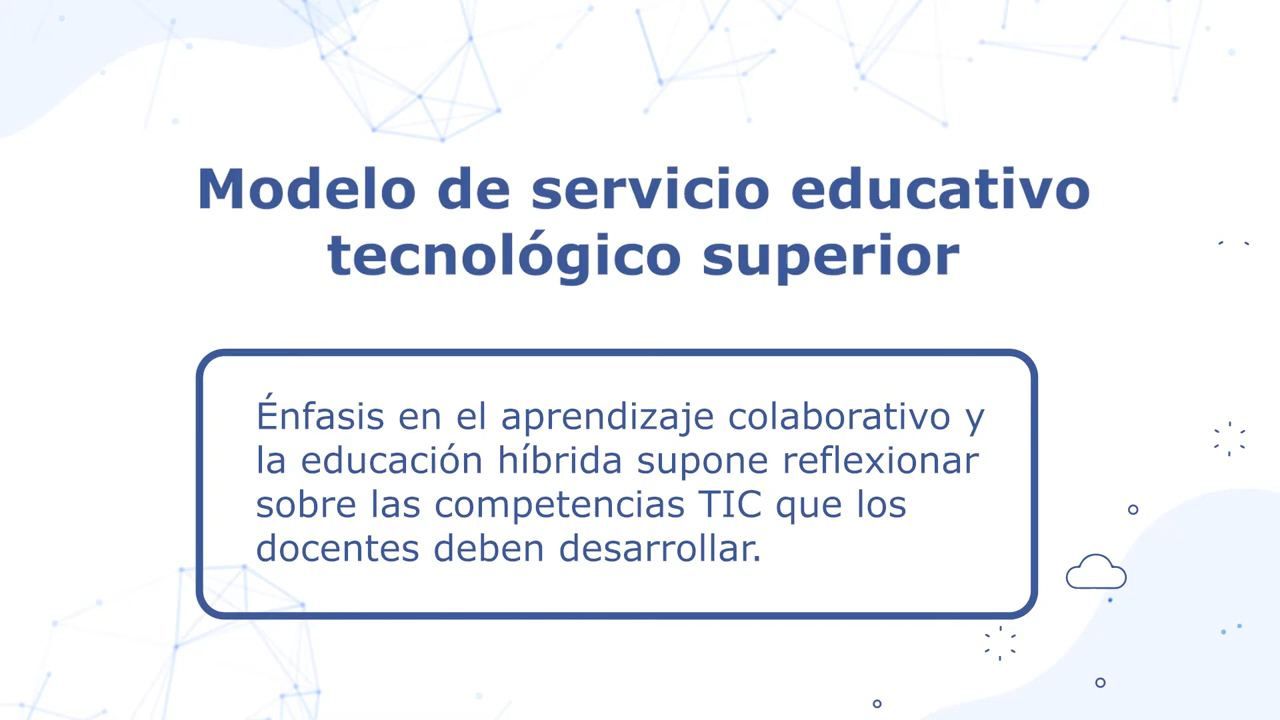 Modelo de servicio educativo
tecnológico superior
Énfasis en el aprendizaje colaborativo y
la educación híbrida supone reflexionar
sobre las competencias TIC que los
docentes deben desarrollar.